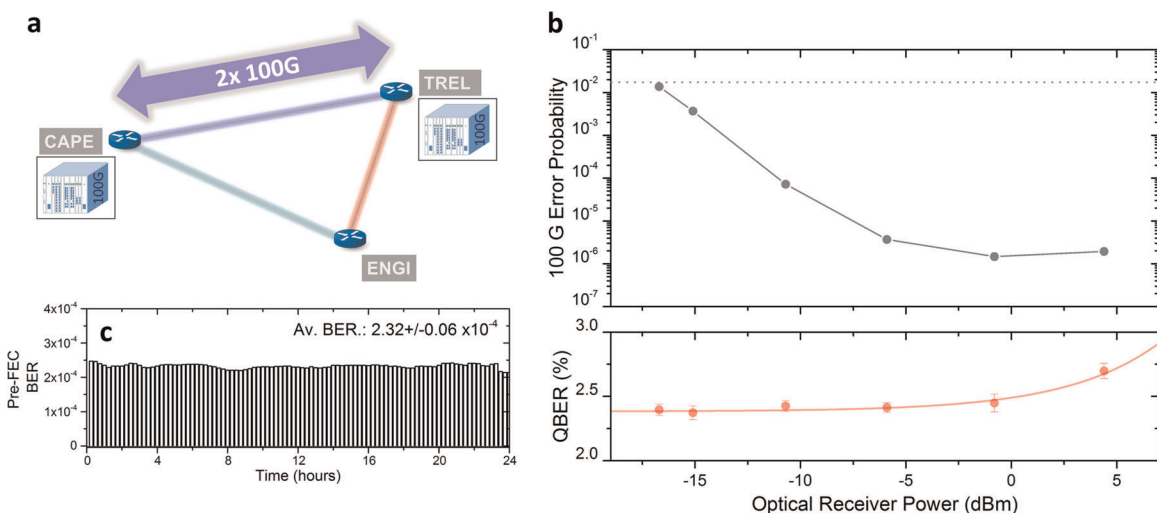 a
2x 100G
TREL
100G
CAPE
100G
ENGI
c
Av. BER.: 2.32+/-0.06 x10⁻⁴
Pre-FEC
BER
4x10⁻⁴
3x10⁻⁴
2x10⁻⁴
1x10⁻⁴
0
0 4 8 12 16 20 24
Time (hours)
b
100 G Error Probability
10⁻¹
10⁻²
10⁻³
10⁻⁴
10⁻⁵
10⁻⁶
10⁻⁷
QBER (%)
3.0
2.5
2.0
-15 -10 -5 0 5
Optical Receiver Power (dBm)